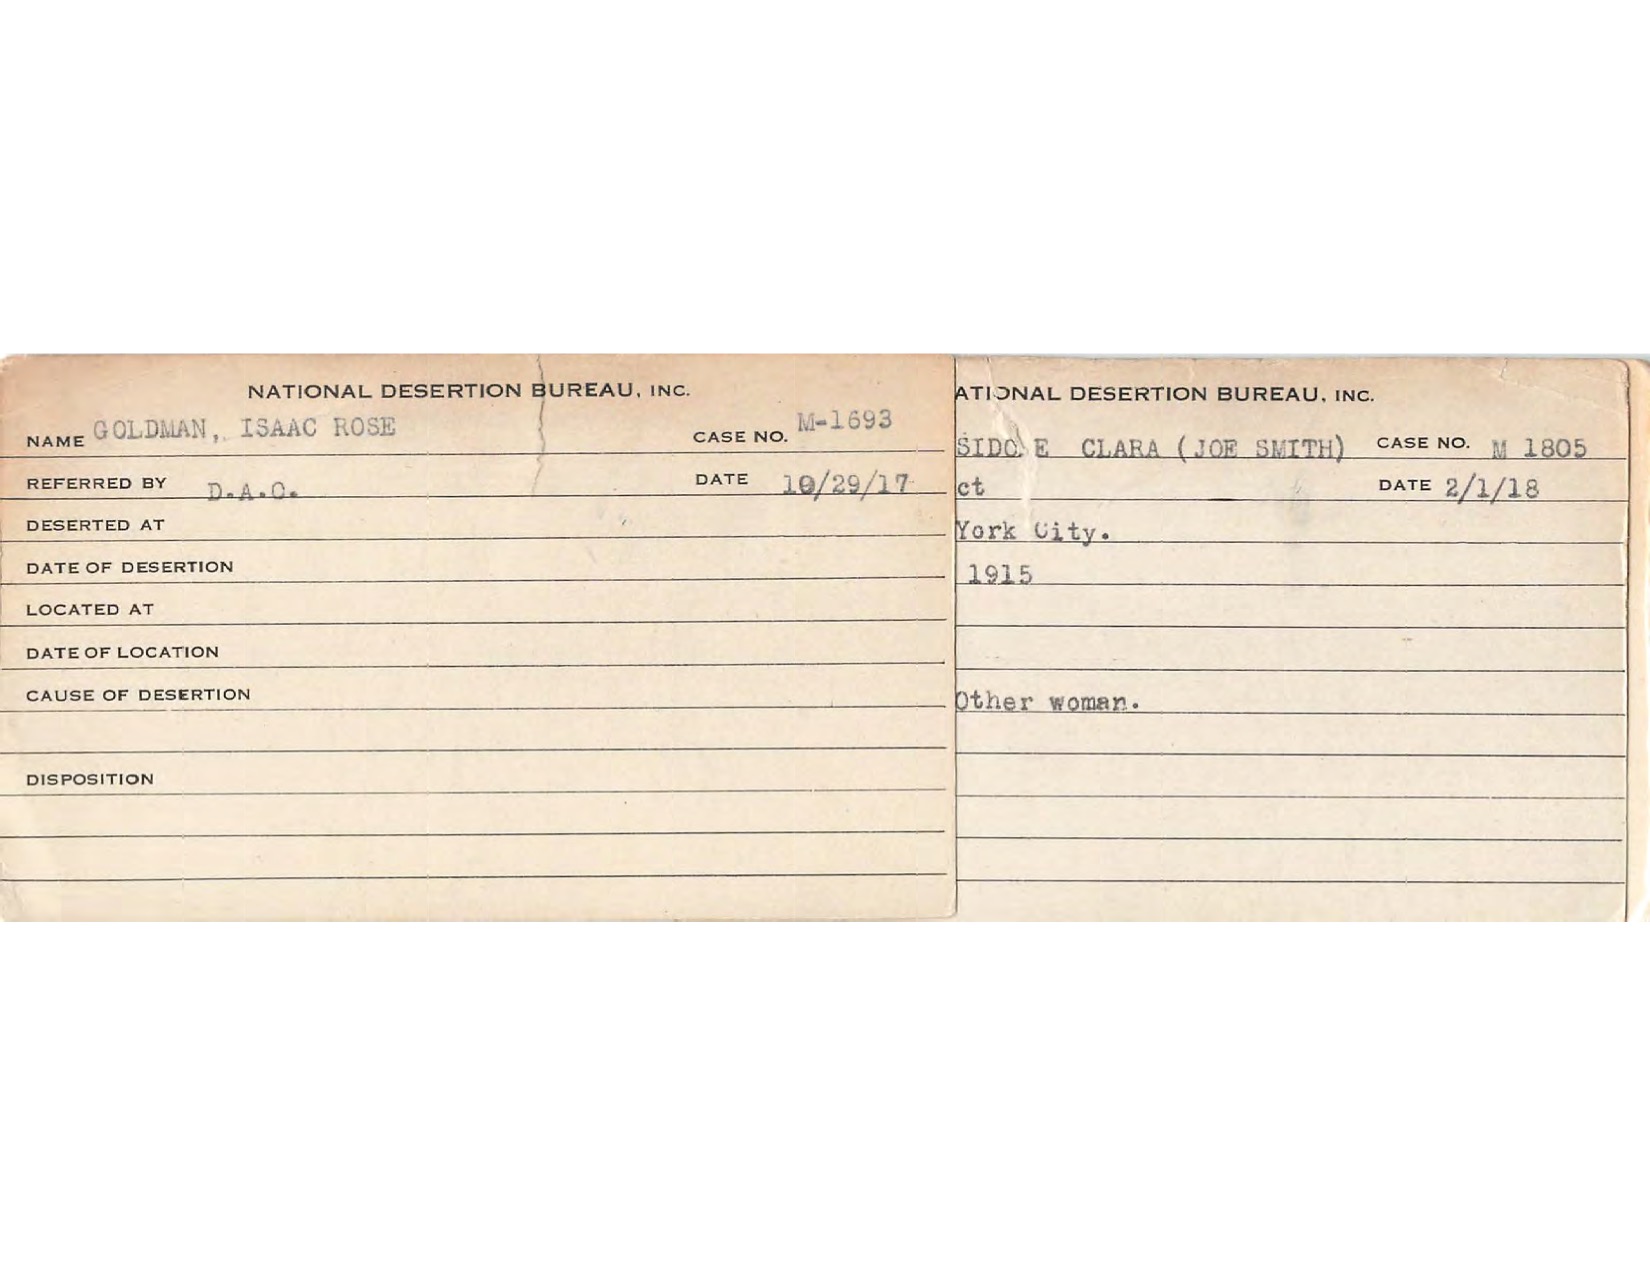 NATIONAL DESERTION BUREAU, INC.
NAME GOLDMAN, ISAAC ROSE CASE NO. M-1693
REFERRED BY D.A.C. DATE 10/29/17
DESERTED AT
DATE OF DESERTION
LOCATED AT
DATE OF LOCATION
CAUSE OF DESERTION
DISPOSITION
ATIONAL DESERTION BUREAU, INC.
CLARA (JOE SMITH) CASE NO. M 1805
ct DATE 2/1/18
York City.
1915
Other woman.